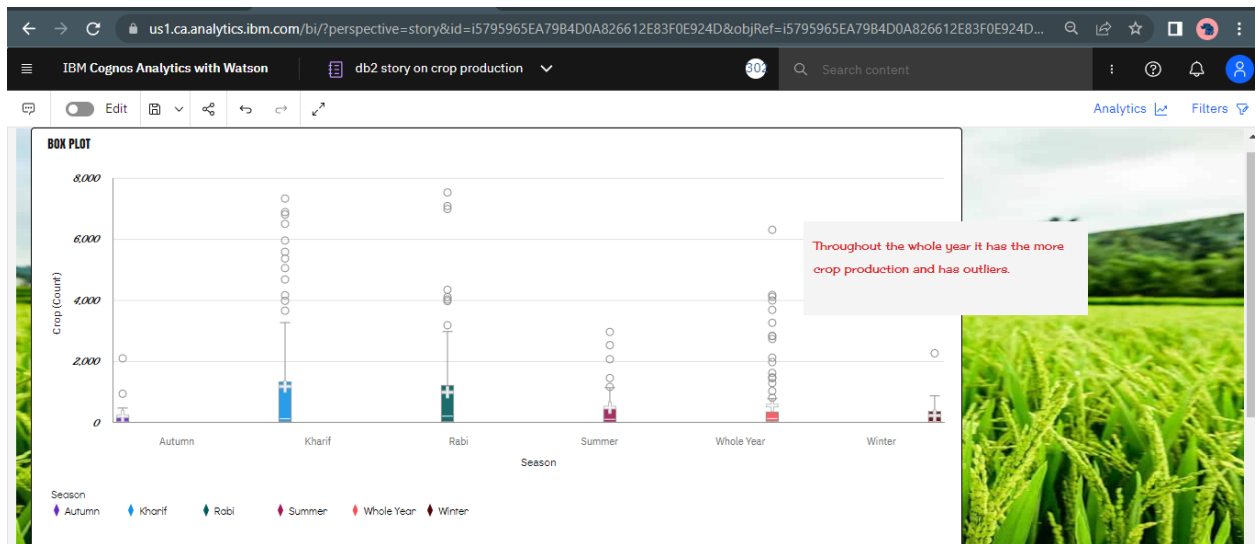 us1.ca.analytics.ibm.com/bi/?perspective=story&id=i5795965EA79B4D0A826612E83F0E924D&objRef=i5795965EA79B4D0A826612E83F0E924D...
IBM Cognos Analytics with Watson
db2 story on crop production
302
Search content
Edit
Analytics
Filters
BOX PLOT
8,000
6,000
4,000
2,000
0
Crop (Count)
Throughout the whole year it has the more
crop production and has outliers.
Autumn Kharif Rabi Summer Whole Year Winter
Season
Season
Autumn Kharif Rabi Summer Whole Year Winter